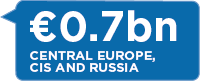 €0.7bn
CENTRAL EUROPE,
CIS AND RUSSIA